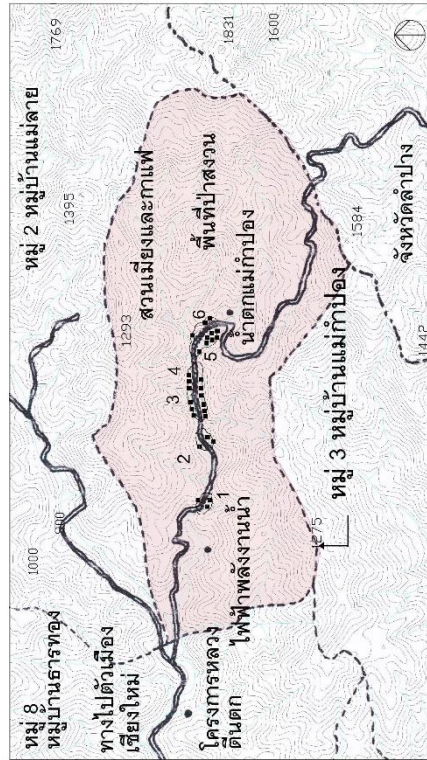 หมู่ 8
หมู่บ้านธารทอง
ทางไปตัวเมือง
เชียงใหม่
โครงการหลวง
ตีนตก
1000
900
หมู่ 2 หมู่บ้านแม่ลาย
1769
1395
1293
สวนเมี่ยงและกาแฟ
พื้นที่ป่าสงวน
น้ำตกแม่กำปอง
1831
1600
1
2
3
4
5
6
ไฟฟ้าพลังงานน้ำ
1275
หมู่ 3 หมู่บ้านแม่กำปอง
1584
จังหวัดลำปาง
1442